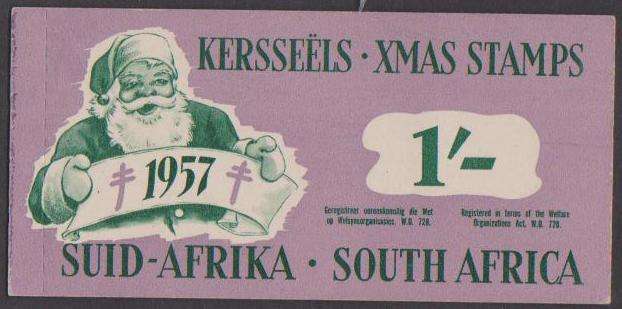 KERSSEËLS · XMAS STAMPS
1957
1/-
Geregistreer ooreenkomstig die Wet
op Welsynsorganisasies. W.O. 728.
Registered in terms of the Welfare
Organizations Act. W.O. 728.
SUID-AFRIKA · SOUTH AFRICA